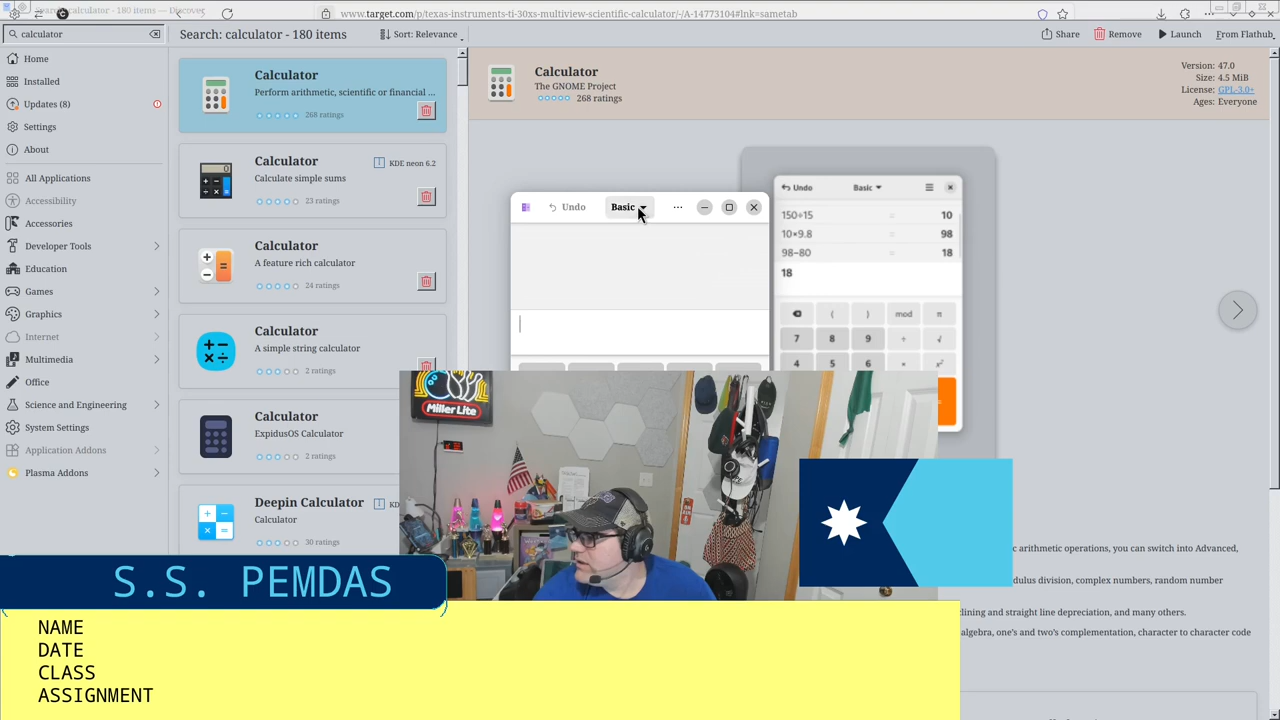 Search: calculator - 180 items — Discover
www.target.com/p/texas-instruments-ti-30xs-multiview-scientific-calculator/-/A-14773104#lnk=sametab
calculator
Search: calculator - 180 items
Sort: Relevance
Share
Remove
Launch
From Flathub
Home
Installed
Updates (8)
Settings
About
All Applications
Accessibility
Accessories
Developer Tools
Education
Games
Graphics
Internet
Multimedia
Office
Science and Engineering
System Settings
Application Addons
Plasma Addons
Calculator
Perform arithmetic, scientific or financial ...
268 ratings
Calculator
KDE neon 6.2
Calculate simple sums
23 ratings
Calculator
A feature rich calculator
24 ratings
Calculator
A simple string calculator
2 ratings
Calculator
ExpidusOS Calculator
2 ratings
Deepin Calculator
KD
Calculator
30 ratings
Calculator
The GNOME Project
268 ratings
Version: 47.0
Size: 4.5 MiB
License: GPL-3.0+
Ages: Everyone
Undo
Basic
Undo
Basic
150÷15 = 10
10×9.8 = 98
98−80 = 18
18
( ) mod π
7 8 9 ÷ √
4 5 6 × x²
=
Miller Lite
c arithmetic operations, you can switch into Advanced,
dulus division, complex numbers, random number
lining and straight line depreciation, and many others.
algebra, one's and two's complementation, character to character code
S.S. PEMDAS
NAME
DATE
CLASS
ASSIGNMENT